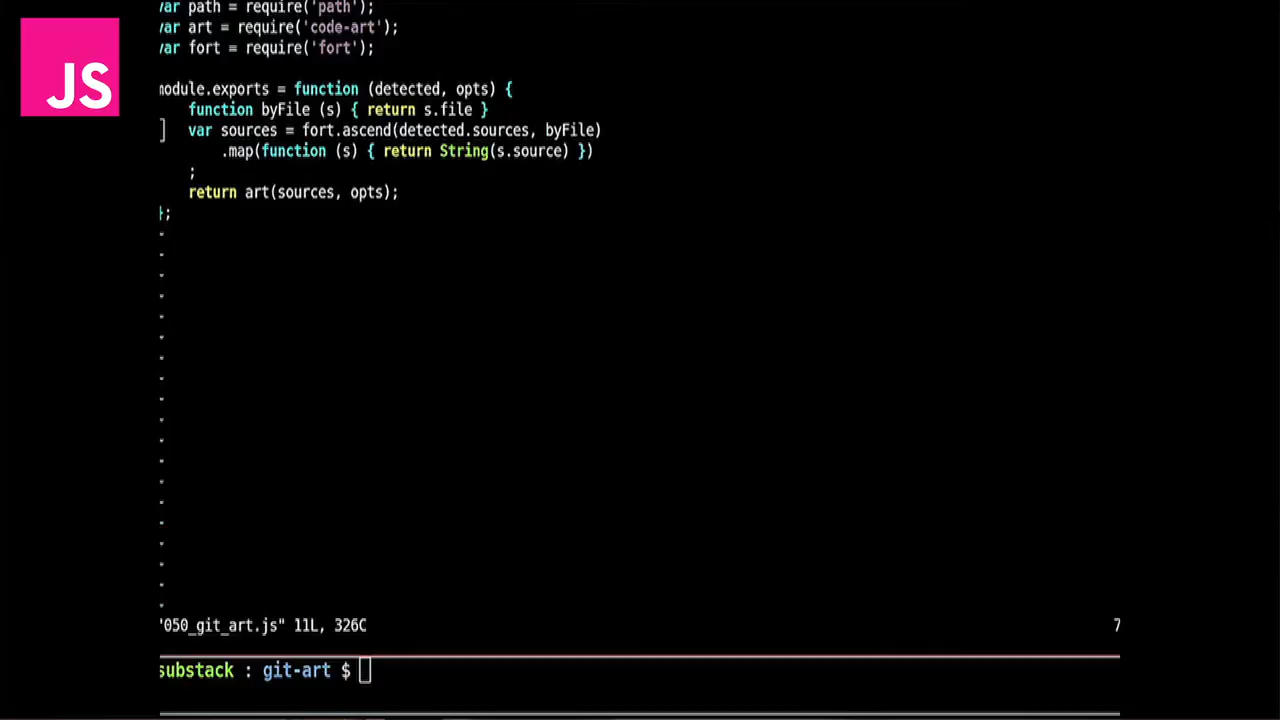 JS
var path = require('path');
var art = require('code-art');
var fort = require('fort');
module.exports = function (detected, opts) {
    function byFile (s) { return s.file }
    var sources = fort.ascend(detected.sources, byFile)
        .map(function (s) { return String(s.source) })
    ;
    return art(sources, opts);
};
"050_git_art.js" 11L, 326C 7
substack : git-art $